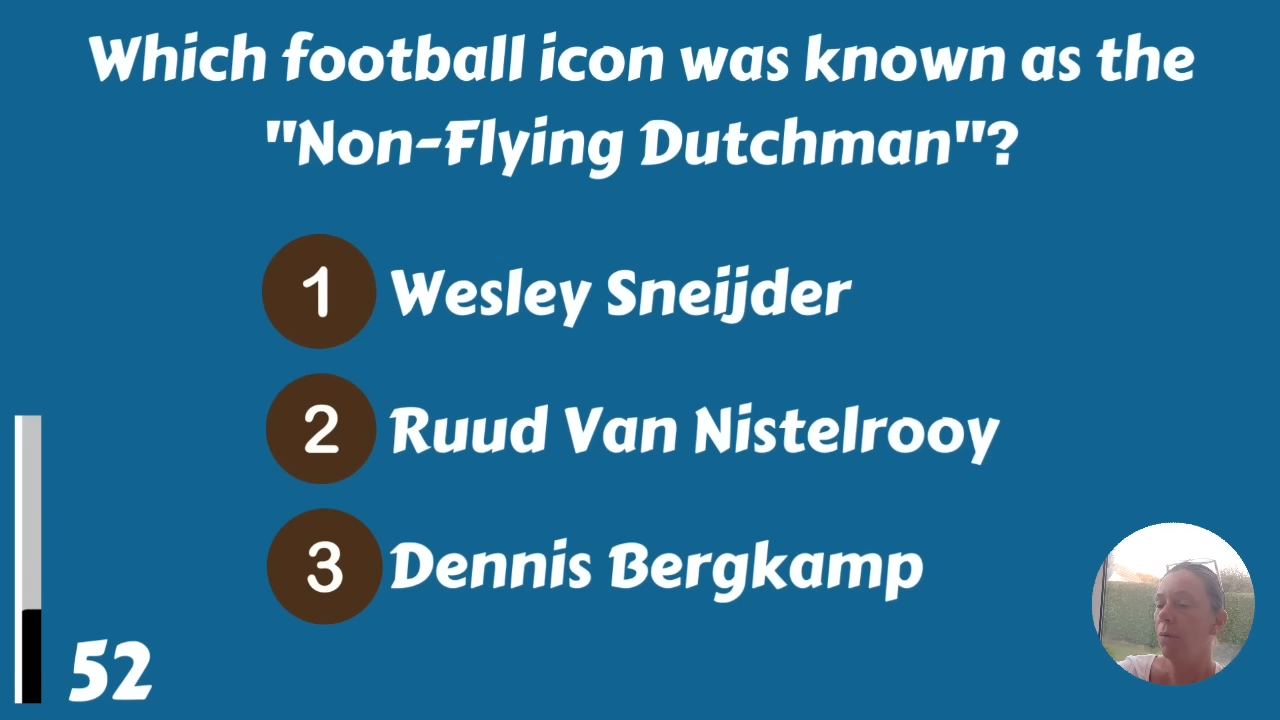 Which football icon was known as the
"Non-Flying Dutchman"?
1 Wesley Sneijder
2 Ruud Van Nistelrooy
3 Dennis Bergkamp
52